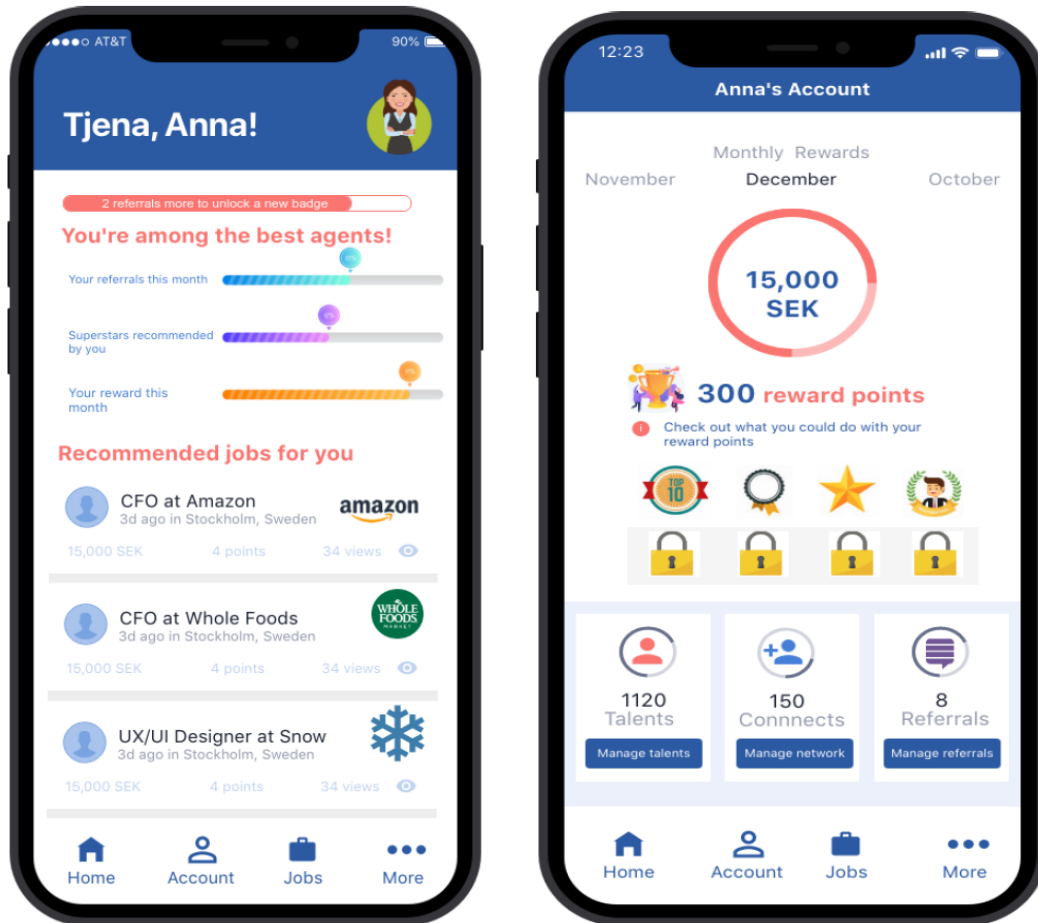 AT&T 90%
Tjena, Anna!
2 referrals more to unlock a new badge
You're among the best agents!
Your referrals this month
Superstars recommended
by you
Your reward this
month
Recommended jobs for you
CFO at Amazon
3d ago in Stockholm, Sweden
amazon
15,000 SEK 4 points 34 views
CFO at Whole Foods
3d ago in Stockholm, Sweden
WHOLE
FOODS
MARKET
15,000 SEK 4 points 34 views
UX/UI Designer at Snow
3d ago in Stockholm, Sweden
15,000 SEK 4 points 34 views
Home Account Jobs More
12:23
Anna's Account
Monthly Rewards
November December October
15,000
SEK
300 reward points
i Check out what you could do with your
reward points
TOP
10
1120 150 8
Talents Connnects Referrals
Manage talents Manage network Manage referrals
Home Account Jobs More